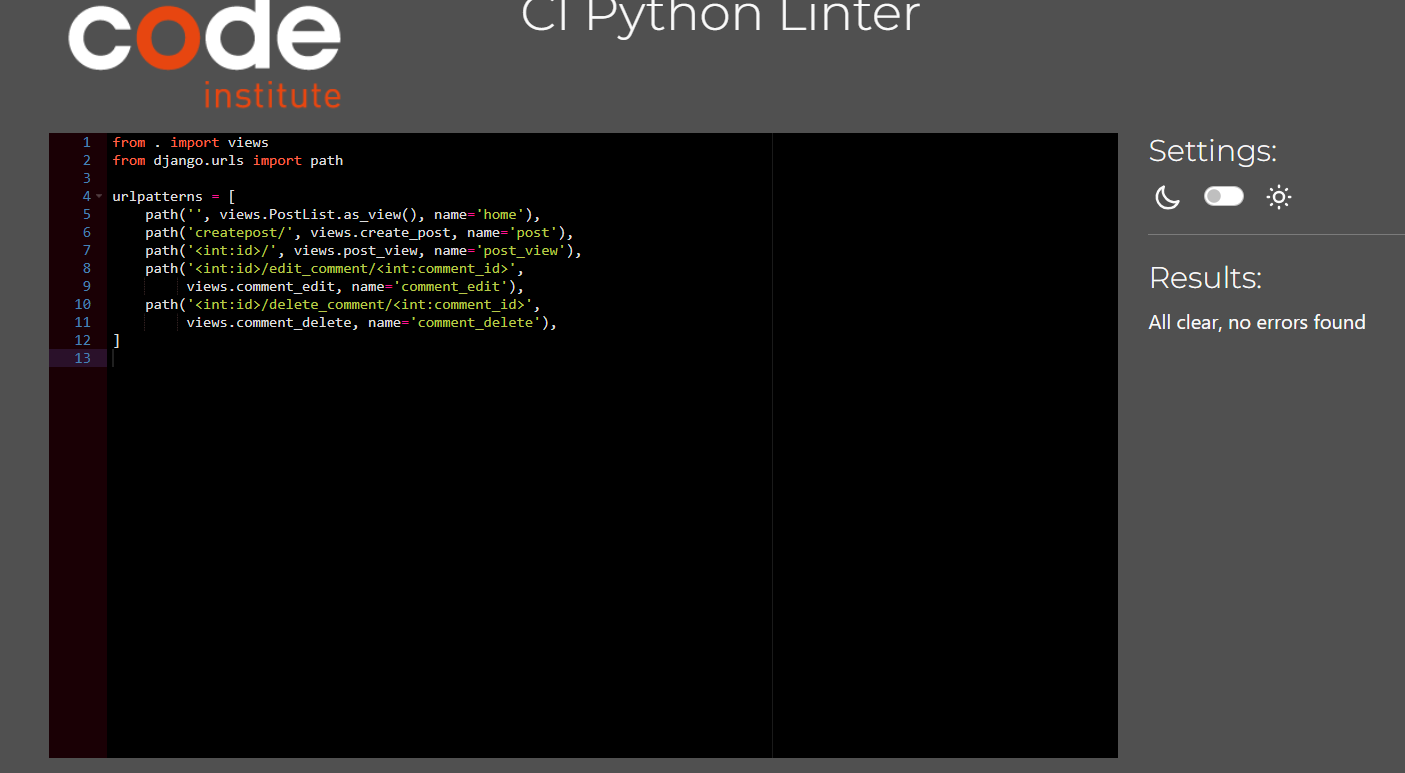 code
institute
CI Python Linter
1 from . import views
2 from django.urls import path
3
4 urlpatterns = [
5     path('', views.PostList.as_view(), name='home'),
6     path('createpost/', views.create_post, name='post'),
7     path('<int:id>/', views.post_view, name='post_view'),
8     path('<int:id>/edit_comment/<int:comment_id>',
9          views.comment_edit, name='comment_edit'),
10     path('<int:id>/delete_comment/<int:comment_id>',
11          views.comment_delete, name='comment_delete'),
12 ]
13
Settings:
Results:
All clear, no errors found